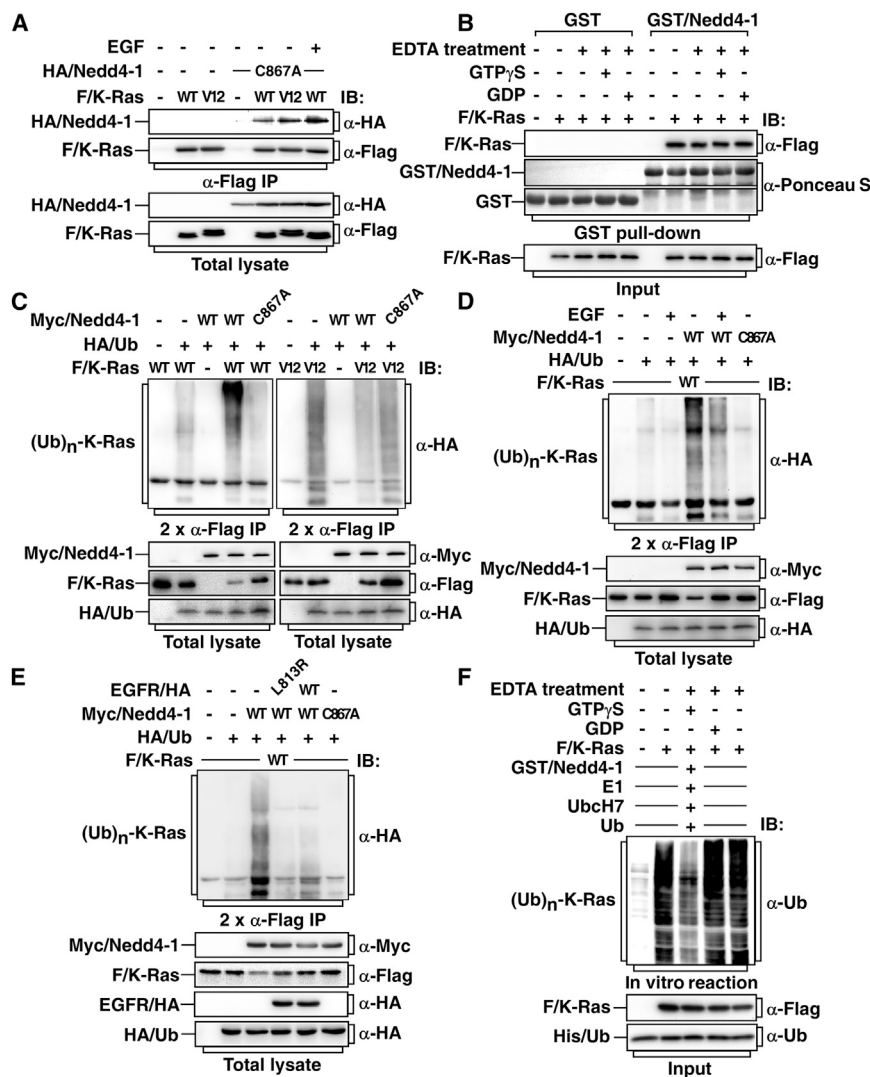 A
EGF - - - - - - +
HA/Nedd4-1 - - - C867A
F/K-Ras - WT V12 - WT V12 WT IB:
HA/Nedd4-1 α-HA
F/K-Ras α-Flag
α-Flag IP
HA/Nedd4-1 α-HA
F/K-Ras α-Flag
Total lysate
B
GST GST/Nedd4-1
EDTA treatment - - + + + - - + + +
GTPγS - - - + - - - - + -
GDP - - - - + - - - - +
F/K-Ras - + + + + - + + + + IB:
F/K-Ras α-Flag
GST/Nedd4-1
α-Ponceau S
GST
GST pull-down
F/K-Ras α-Flag
Input
C
Myc/Nedd4-1 - - WT WT C867A - - WT WT C867A
HA/Ub - + + + + - + + + +
F/K-Ras WT WT - WT WT V12 V12 - V12 V12 IB:
(Ub)n-K-Ras α-HA
2 x α-Flag IP 2 x α-Flag IP
Myc/Nedd4-1 α-Myc
F/K-Ras α-Flag
HA/Ub α-HA
Total lysate Total lysate
D
EGF - - + - + -
Myc/Nedd4-1 - - - WT WT C867A
HA/Ub - + + + + +
F/K-Ras WT IB:
(Ub)n-K-Ras α-HA
2 x α-Flag IP
Myc/Nedd4-1 α-Myc
F/K-Ras α-Flag
HA/Ub α-HA
Total lysate
E
EGFR/HA - - - L813R WT -
Myc/Nedd4-1 - - WT WT WT C867A
HA/Ub - + + + + +
F/K-Ras WT IB:
(Ub)n-K-Ras α-HA
2 x α-Flag IP
Myc/Nedd4-1 α-Myc
F/K-Ras α-Flag
EGFR/HA α-HA
HA/Ub α-HA
Total lysate
F
EDTA treatment - - + + +
GTPγS - - + - -
GDP - - - + -
F/K-Ras - + + + +
GST/Nedd4-1 +
E1 +
UbcH7 +
Ub + IB:
(Ub)n-K-Ras α-Ub
In vitro reaction
F/K-Ras α-Flag
His/Ub α-Ub
Input